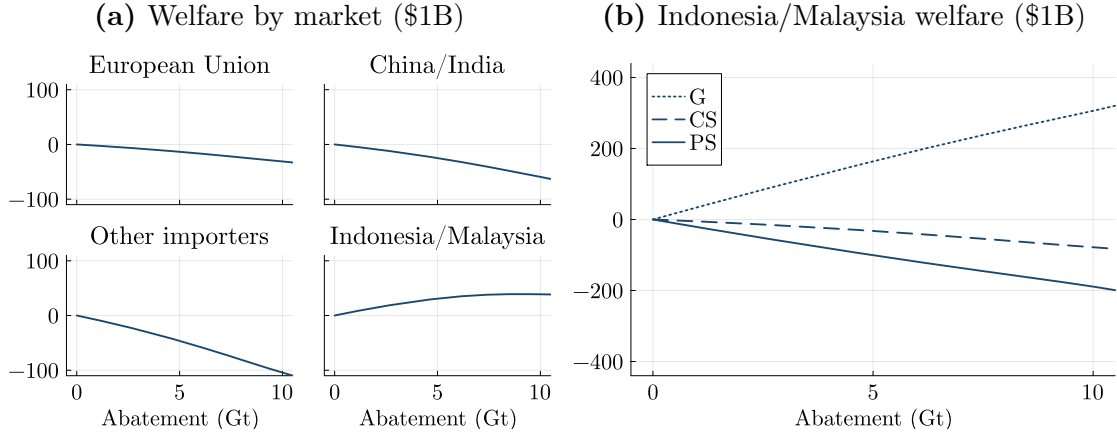 (a) Welfare by market ($1B)
European Union
100
0
−100
China/India
Other importers
100
0
−100
0
5
10
Abatement (Gt)
Indonesia/Malaysia
0
5
10
Abatement (Gt)
(b) Indonesia/Malaysia welfare ($1B)
400
200
0
−200
−400
G
CS
PS
0
5
10
Abatement (Gt)